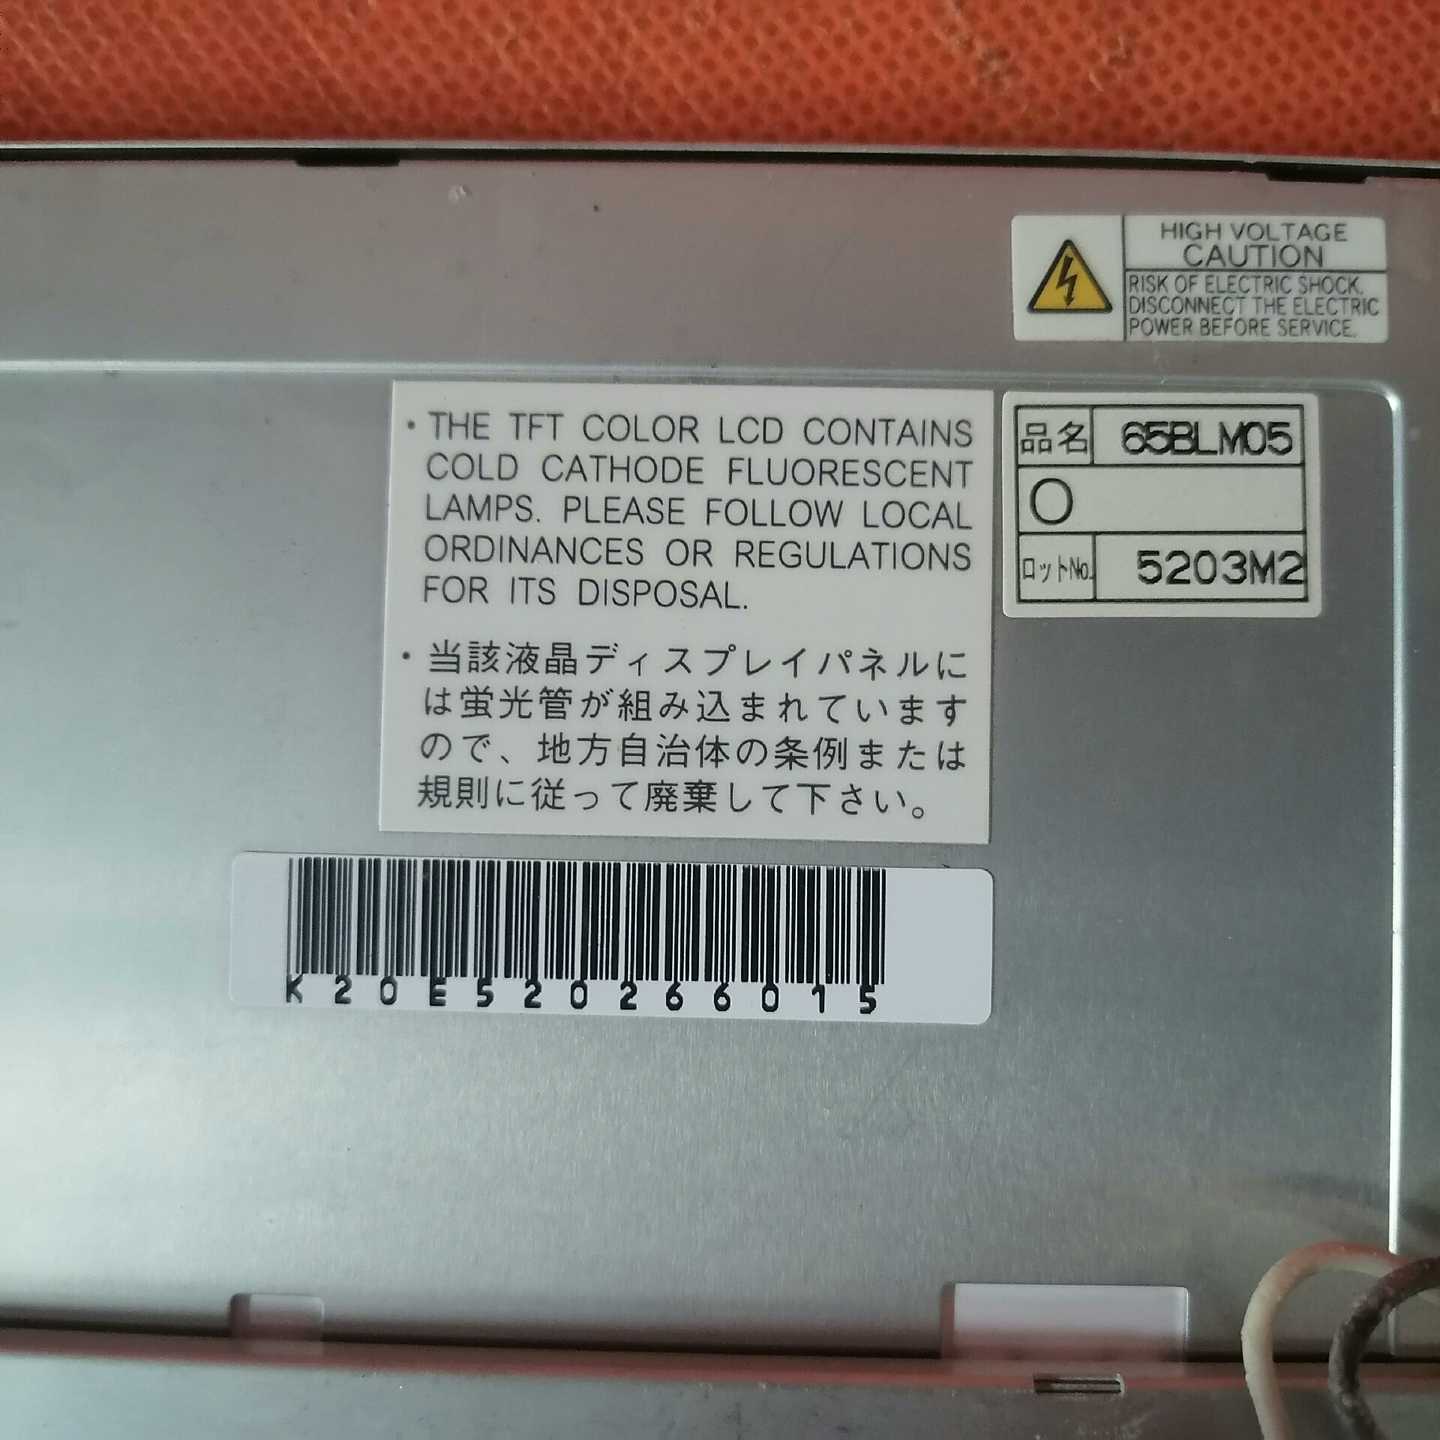 HIGH VOLTAGE
CAUTION
RISK OF ELECTRIC SHOCK.
DISCONNECT THE ELECTRIC
POWER BEFORE SERVICE.
・THE TFT COLOR LCD CONTAINS
COLD CATHODE FLUORESCENT
LAMPS. PLEASE FOLLOW LOCAL
ORDINANCES OR REGULATIONS
FOR ITS DISPOSAL.
・当該液晶ディスプレイパネルに
は蛍光管が組み込まれています
ので、地方自治体の条例または
規則に従って廃棄して下さい。
品名 65BLM05
O
ロットNo. 5203M2
K20E520266015